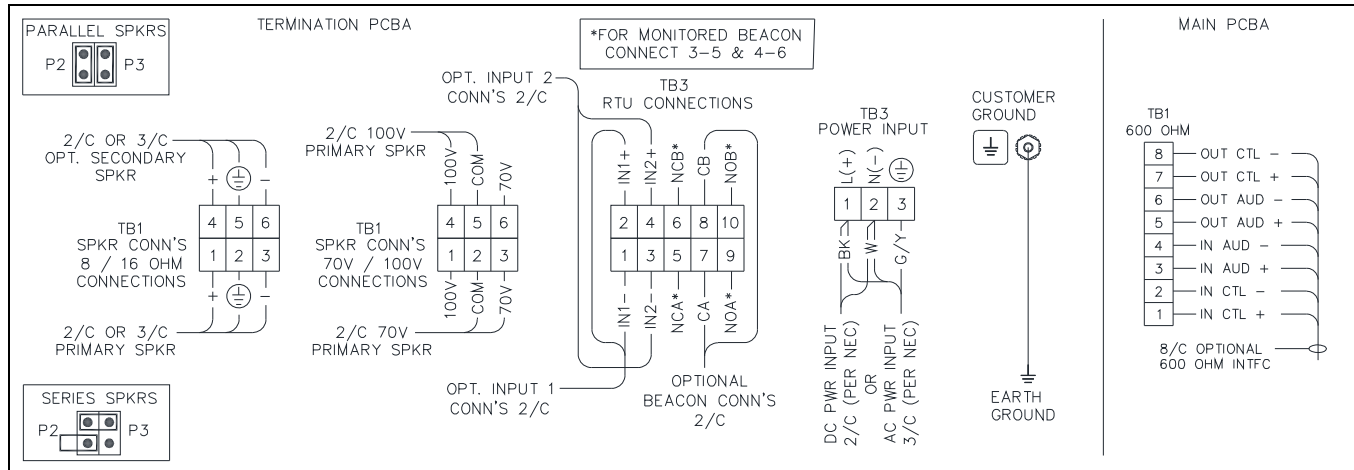 PARALLEL SPKRS
P2
P3
TERMINATION PCBA
*FOR MONITORED BEACON
CONNECT 3-5 & 4-6
MAIN PCBA
2/C OR 3/C
OPT. SECONDARY
SPKR
+
-
4 5 6
1 2 3
TB1
SPKR CONN'S
8 / 16 OHM
CONNECTIONS
+
-
2/C OR 3/C
PRIMARY SPKR
SERIES SPKRS
P2
P3
2/C 100V
PRIMARY SPKR
100V
COM
70V
4 5 6
1 2 3
TB1
SPKR CONN'S
70V / 100V
CONNECTIONS
100V
COM
70V
2/C 70V
PRIMARY SPKR
OPT. INPUT 2
CONN'S 2/C
TB3
RTU CONNECTIONS
IN1+
IN2+
NCB*
CB
NOB*
2 4 6 8 10
1 3 5 7 9
IN1-
IN2-
NCA*
CA
NOA*
OPT. INPUT 1
CONN'S 2/C
OPTIONAL
BEACON CONN'S
2/C
TB3
POWER INPUT
L(+)
N(-)
1 2 3
BK
W
G/Y
DC PWR INPUT
2/C (PER NEC)
OR
AC PWR INPUT
3/C (PER NEC)
CUSTOMER
GROUND
EARTH
GROUND
TB1
600 OHM
8 OUT CTL -
7 OUT CTL +
6 OUT AUD -
5 OUT AUD +
4 IN AUD -
3 IN AUD +
2 IN CTL -
1 IN CTL +
8/C OPTIONAL
600 OHM INTFC